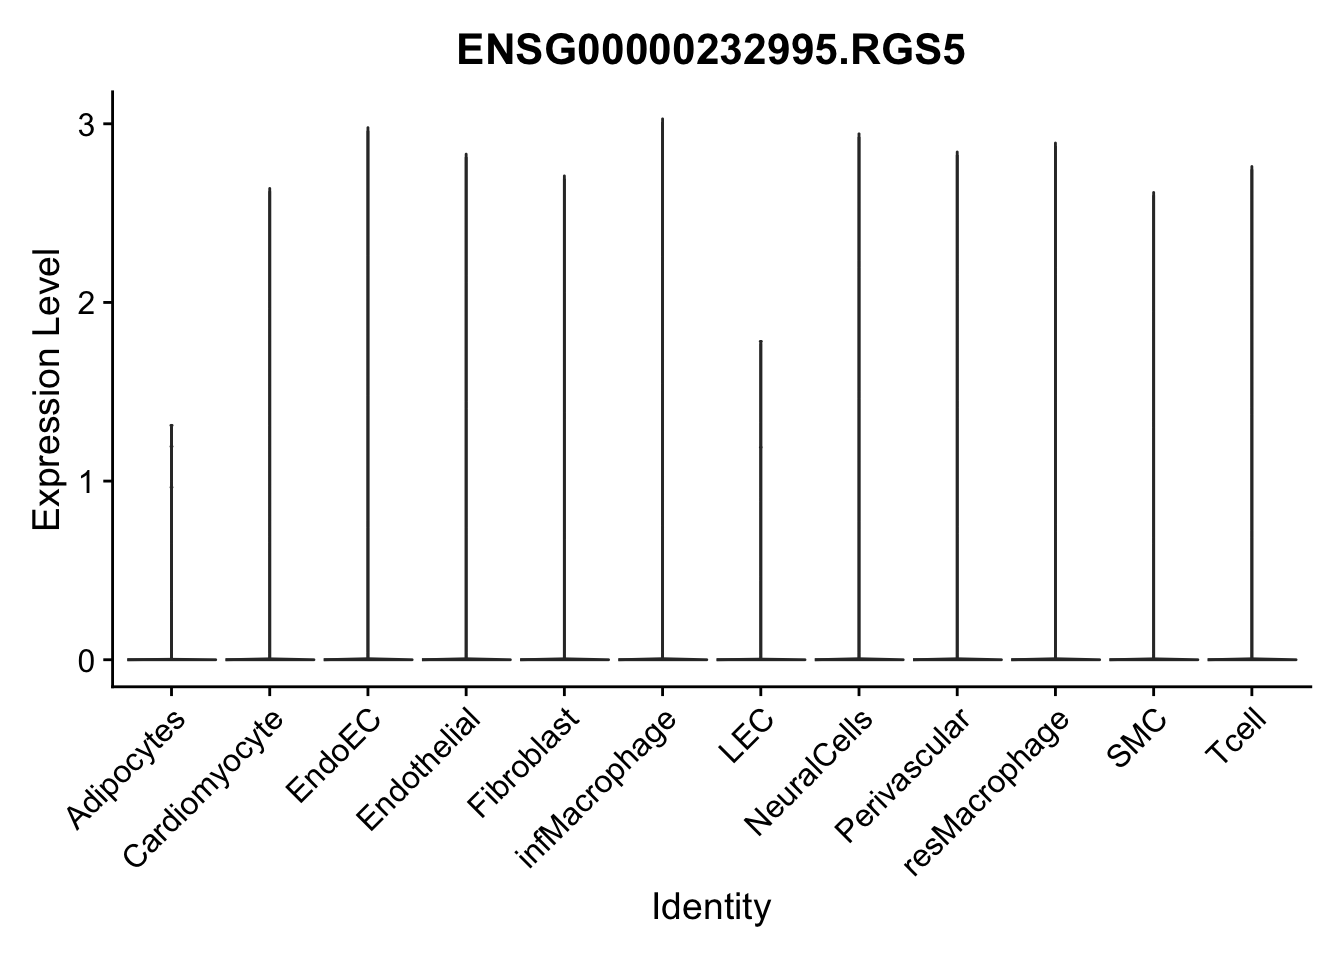 ENSG00000232995.RGS5
Expression Level
3
2
1
0
Adipocytes
Cardiomyocyte
EndoEC
Endothelial
Fibroblast
infMacrophage
LEC
NeuralCells
Perivascular
resMacrophage
SMC
Tcell
Identity